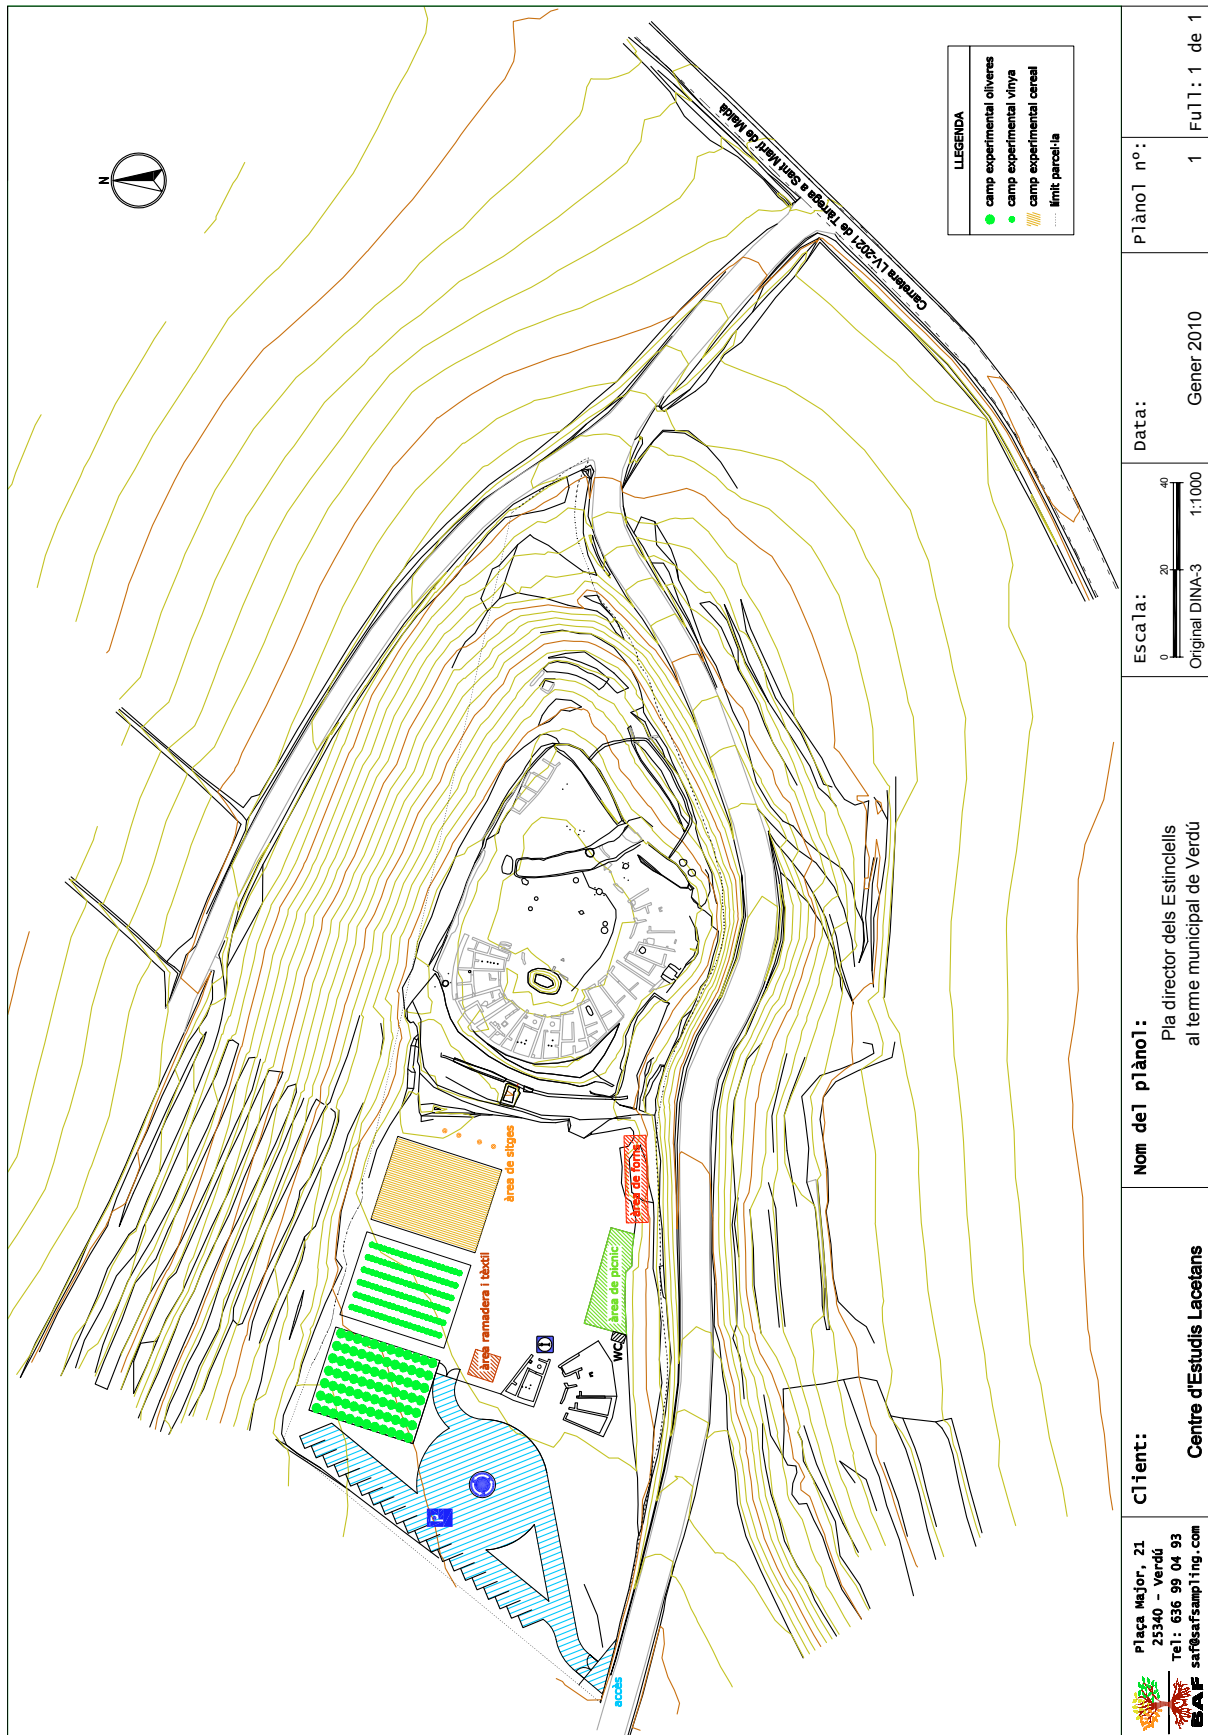 N
Carretera LV-2021 de Tàrrega a Sant Martí de Maldà
LLEGENDA
camp experimental oliveres
camp experimental vinya
camp experimental cereal
límit parcel·la
àrea de sitges
àrea de forns
àrea ramadera i tèxtil
àrea de picnic
WC
i
P
accés
Plaça Major, 21
25340 - Verdú
Tel: 636 99 04 93
saf@safsampling.com
SAF
Client:
Centre d'Estudis Lacetans
Nom del plànol:
Pla director dels Estinclells
al terme municipal de Verdú
Escala:
0 20 40
Original DINA-3 1:1000
Data:
Gener 2010
Plànol nº:
1
Full: 1 de 1